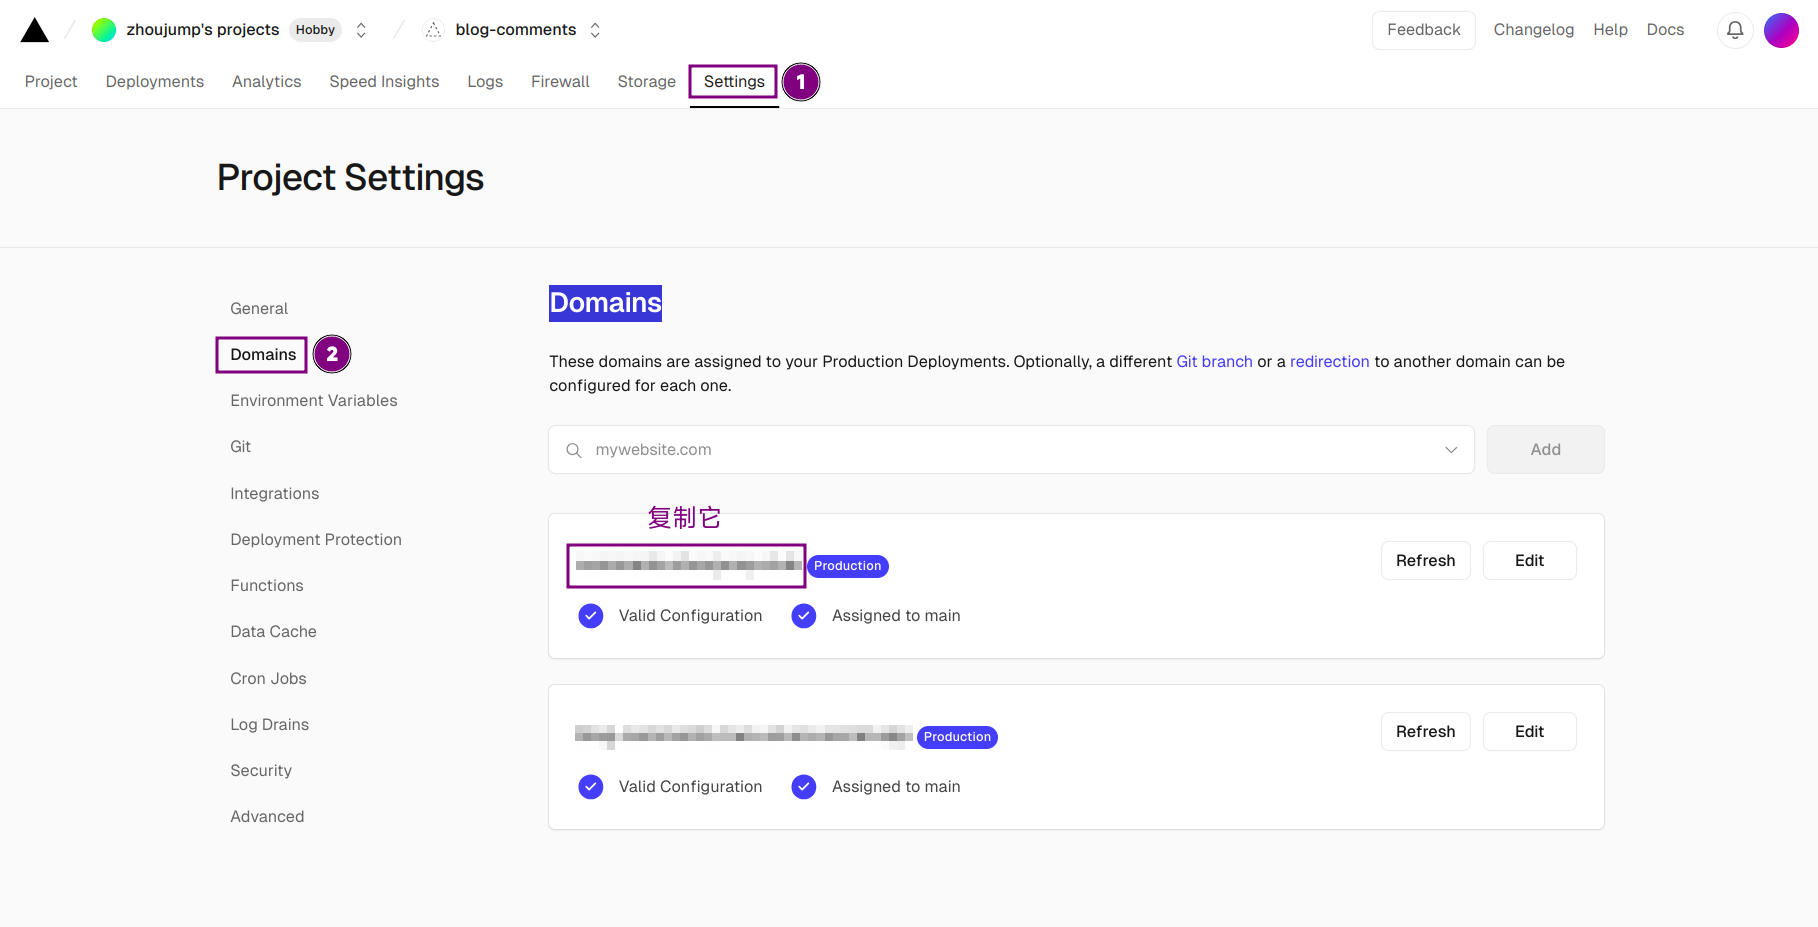 zhoujump's projects Hobby blog-comments Feedback Changelog Help Docs
Project Deployments Analytics Speed Insights Logs Firewall Storage Settings 1
Project Settings
General
Domains 2
Environment Variables
Git
Integrations
Deployment Protection
Functions
Data Cache
Cron Jobs
Log Drains
Security
Advanced
Domains
These domains are assigned to your Production Deployments. Optionally, a different Git branch or a redirection to another domain can be
configured for each one.
mywebsite.com Add
复制它
Production Refresh Edit
Valid Configuration Assigned to main
Production Refresh Edit
Valid Configuration Assigned to main